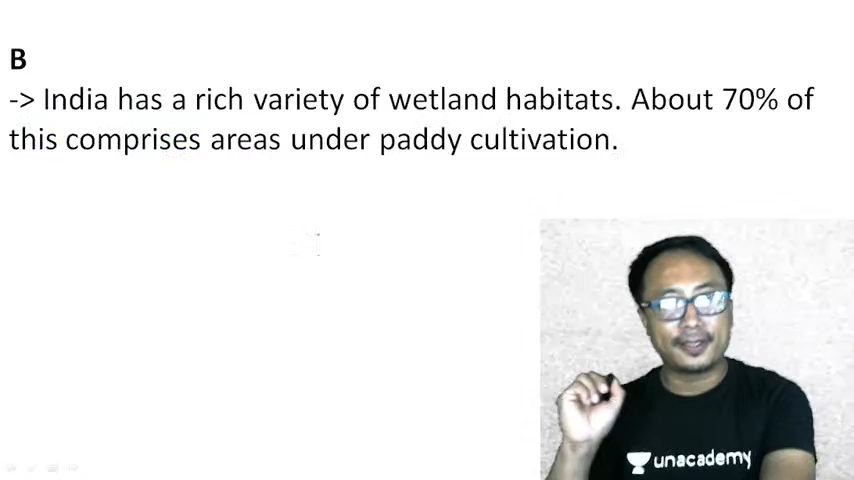 B
-> India has a rich variety of wetland habitats. About 70% of
this comprises areas under paddy cultivation.
unacademy